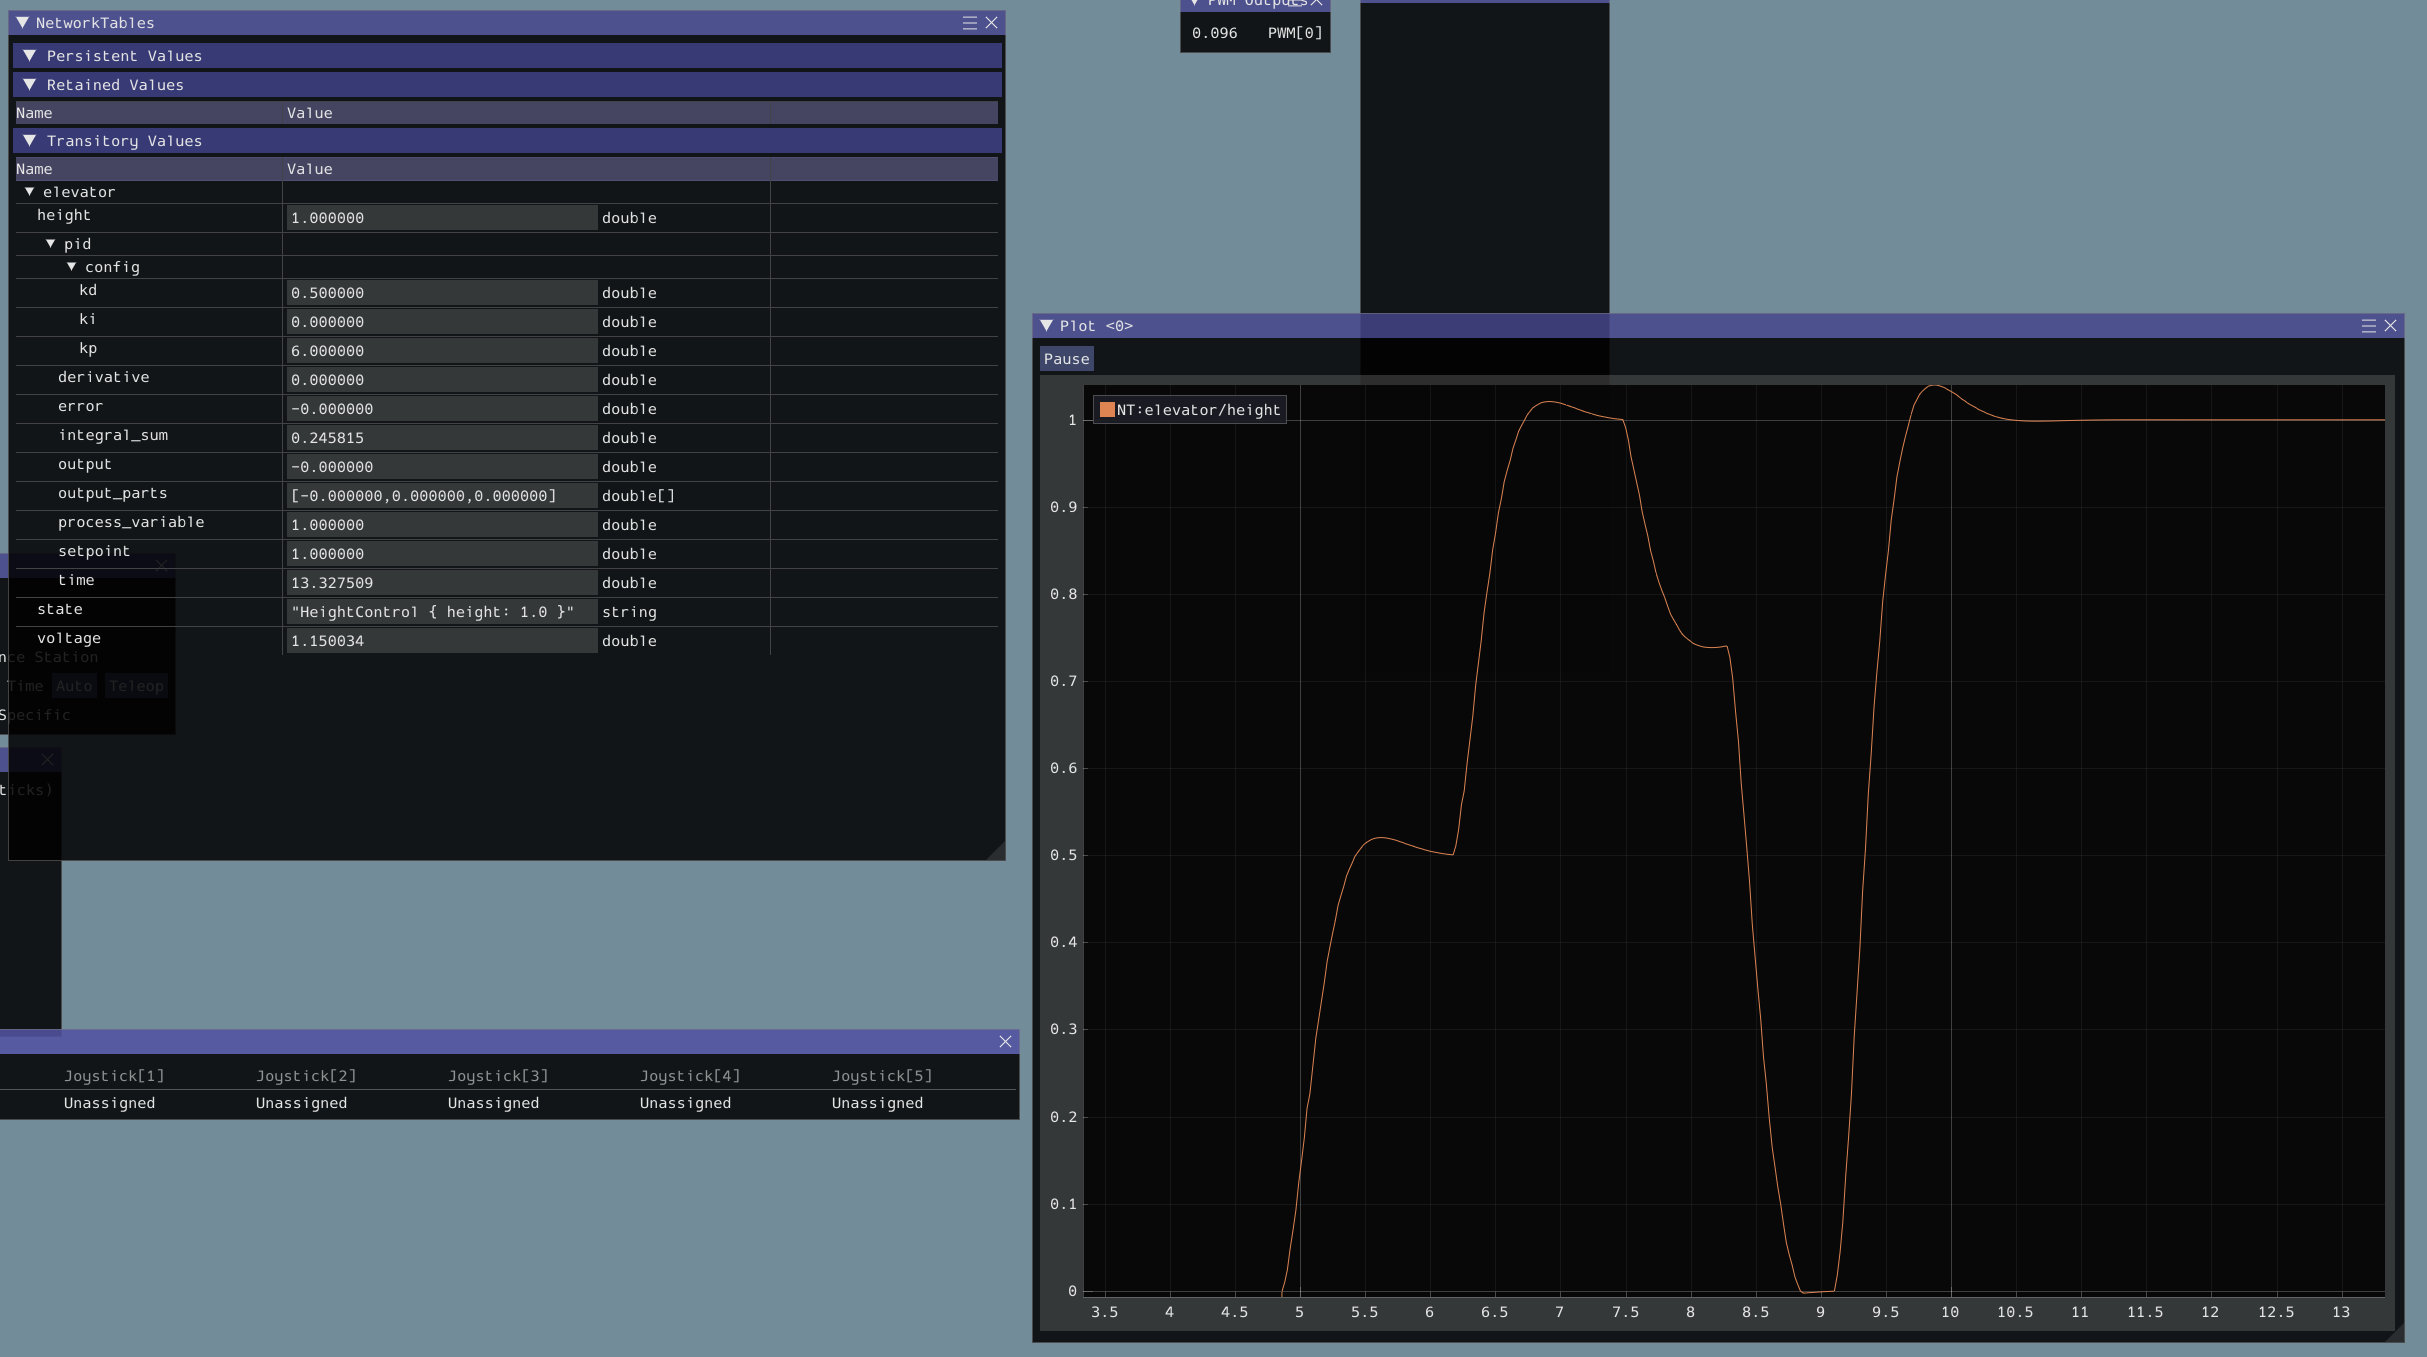 NetworkTables
Persistent Values
Retained Values
Name Value
Transitory Values
Name Value
elevator
height 1.000000 double
pid
config
kd 0.500000 double
ki 0.000000 double
kp 6.000000 double
derivative 0.000000 double
error -0.000000 double
integral_sum 0.245815 double
output -0.000000 double
output_parts [-0.000000,0.000000,0.000000] double[]
process_variable 1.000000 double
setpoint 1.000000 double
time 13.327509 double
state "HeightControl { height: 1.0 }" string
voltage 1.150034 double
nce Station
Time Auto Teleop
Specific
ticks)
Joystick[1] Joystick[2] Joystick[3] Joystick[4] Joystick[5]
Unassigned Unassigned Unassigned Unassigned Unassigned
PWM Outputs
0.096 PWM[0]
Plot <0>
Pause
NT:elevator/height
1
0.9
0.8
0.7
0.6
0.5
0.4
0.3
0.2
0.1
0
3.5 4 4.5 5 5.5 6 6.5 7 7.5 8 8.5 9 9.5 10 10.5 11 11.5 12 12.5 13